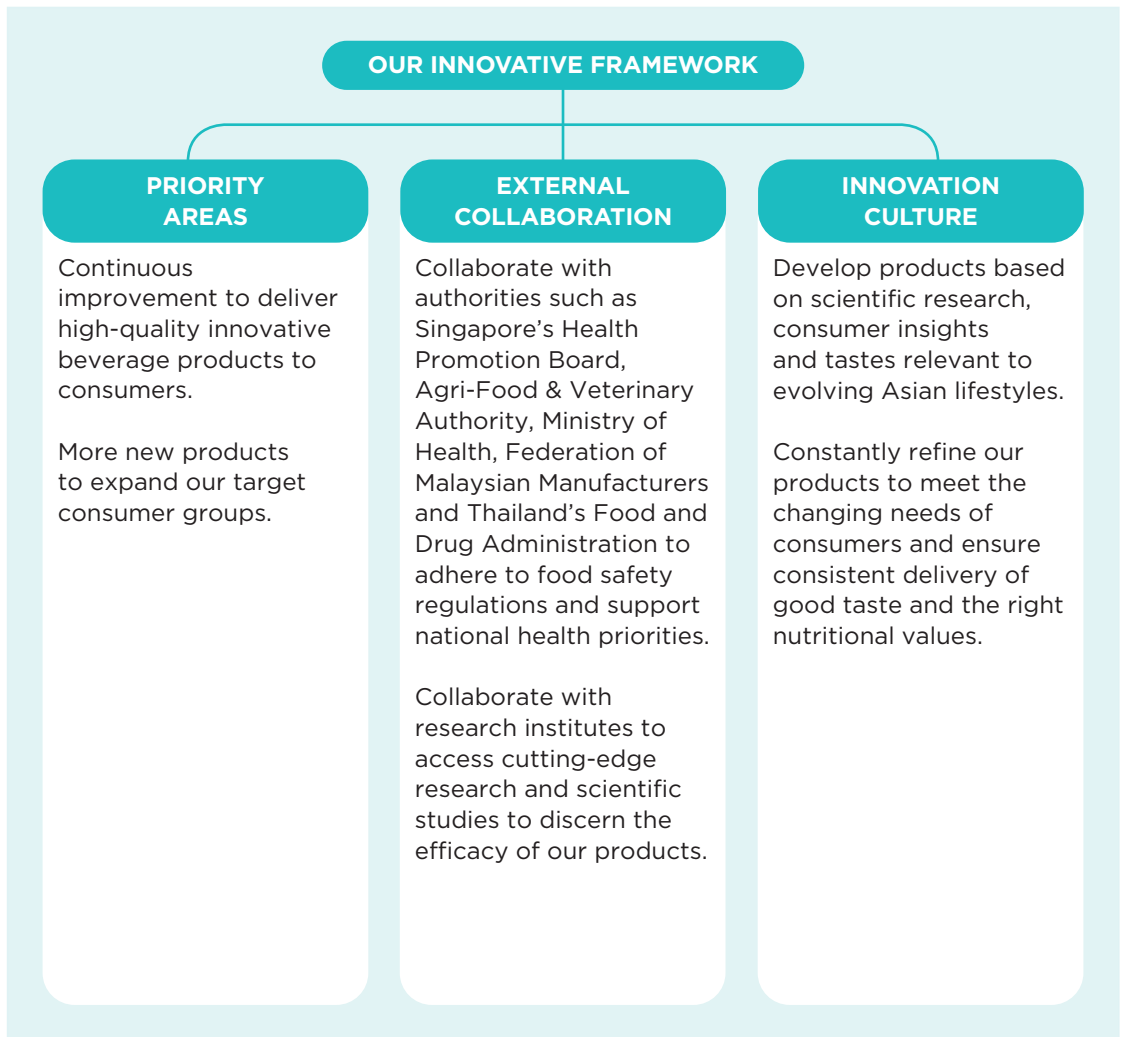 OUR INNOVATIVE FRAMEWORK
PRIORITY
AREAS
Continuous
improvement to deliver
high-quality innovative
beverage products to
consumers.
More new products
to expand our target
consumer groups.
EXTERNAL
COLLABORATION
Collaborate with
authorities such as
Singapore’s Health
Promotion Board,
Agri-Food & Veterinary
Authority, Ministry of
Health, Federation of
Malaysian Manufacturers
and Thailand’s Food and
Drug Administration to
adhere to food safety
regulations and support
national health priorities.
Collaborate with
research institutes to
access cutting-edge
research and scientific
studies to discern the
efficacy of our products.
INNOVATION
CULTURE
Develop products based
on scientific research,
consumer insights
and tastes relevant to
evolving Asian lifestyles.
Constantly refine our
products to meet the
changing needs of
consumers and ensure
consistent delivery of
good taste and the right
nutritional values.